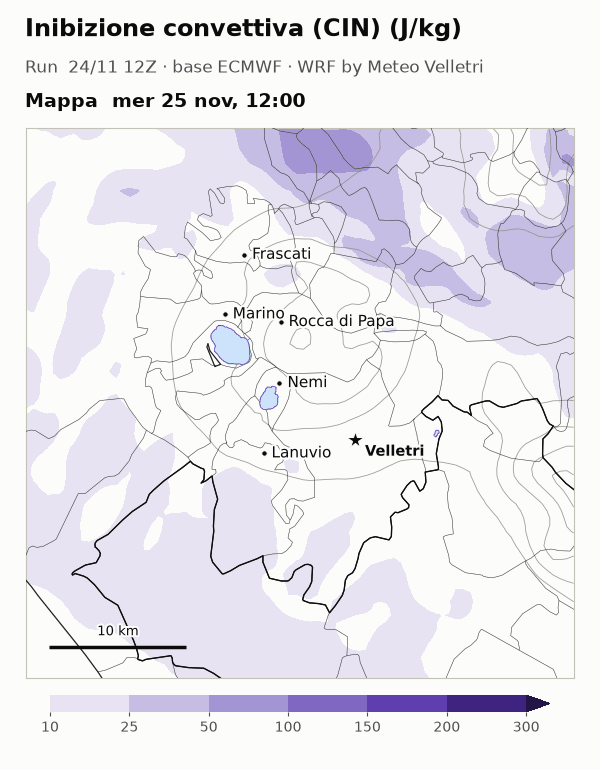 Inibizione convettiva (CIN) (J/kg)
Run 24/11 12Z · base ECMWF · WRF by Meteo Velletri
Mappa mer 25 nov, 12:00
Frascati
Marino
Rocca di Papa
Nemi
Velletri
Lanuvio
10 km
10 25 50 100 150 200 300